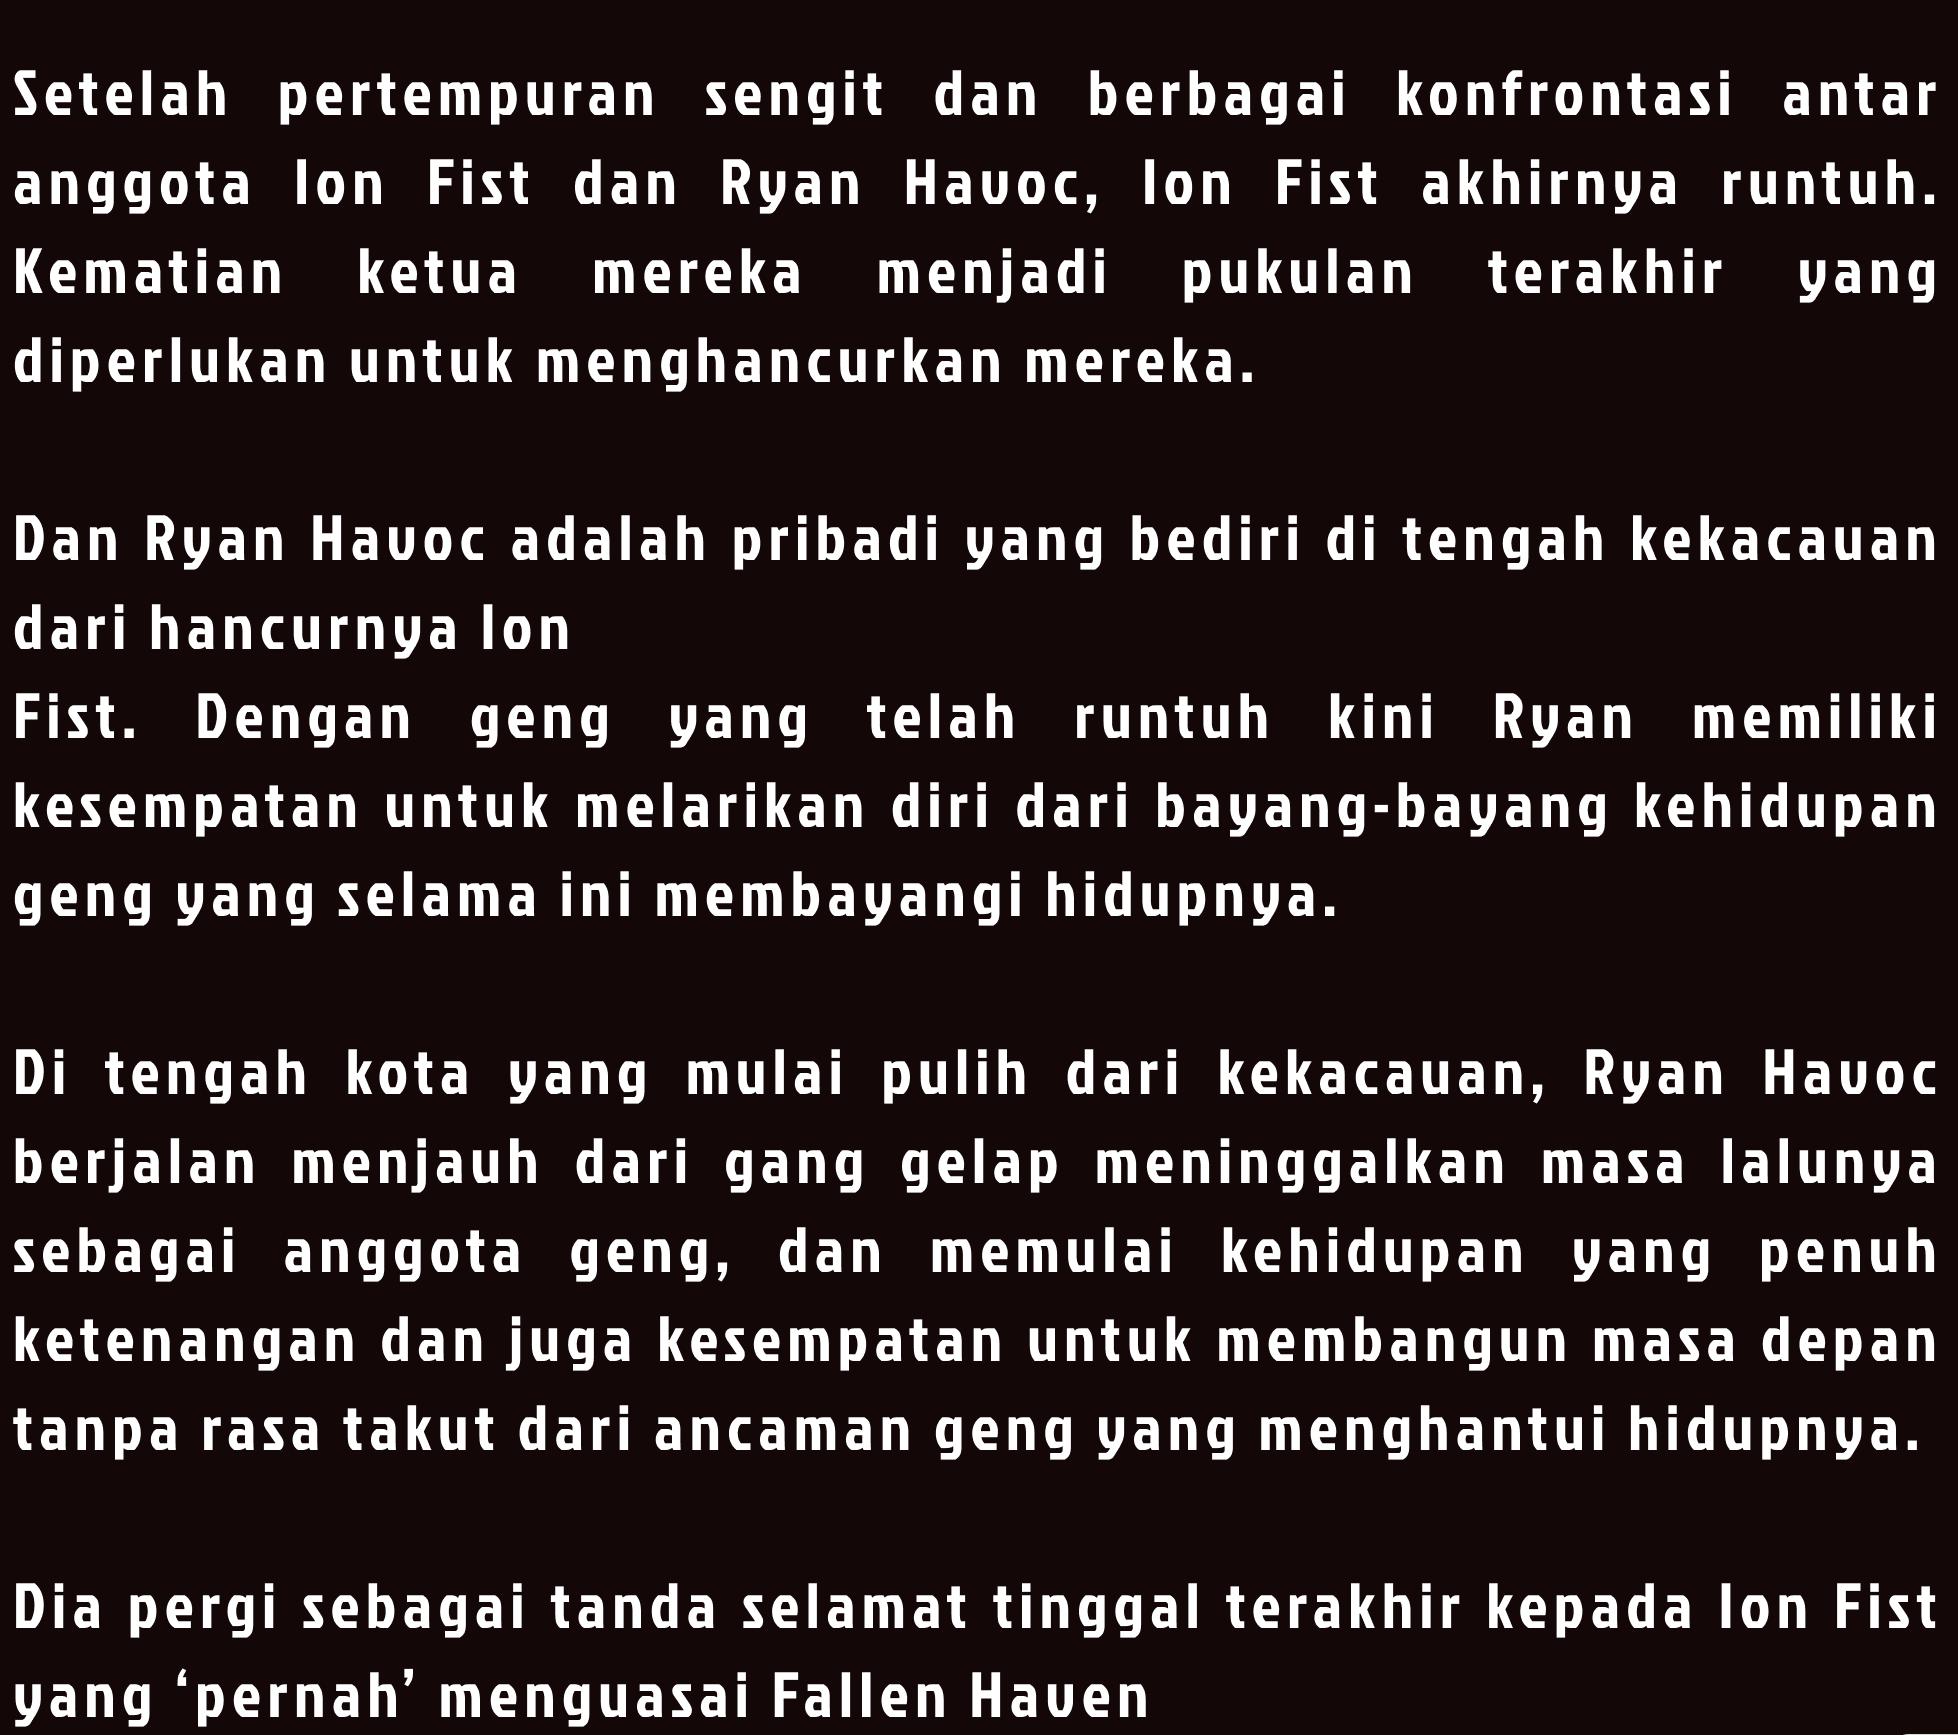 Setelah pertempuran sengit dan berbagai konfrontasi antar
anggota Ion Fist dan Ryan Havoc, Ion Fist akhirnya runtuh.
Kematian ketua mereka menjadi pukulan terakhir yang
diperlukan untuk menghancurkan mereka.
Dan Ryan Havoc adalah pribadi yang bediri di tengah kekacauan
dari hancurnya Ion
Fist. Dengan geng yang telah runtuh kini Ryan memiliki
kesempatan untuk melarikan diri dari bayang-bayang kehidupan
geng yang selama ini membayangi hidupnya.
Di tengah kota yang mulai pulih dari kekacauan, Ryan Havoc
berjalan menjauh dari gang gelap meninggalkan masa lalunya
sebagai anggota geng, dan memulai kehidupan yang penuh
ketenangan dan juga kesempatan untuk membangun masa depan
tanpa rasa takut dari ancaman geng yang menghantui hidupnya.
Dia pergi sebagai tanda selamat tinggal terakhir kepada Ion Fist
yang ‘pernah’ menguasai Fallen Haven